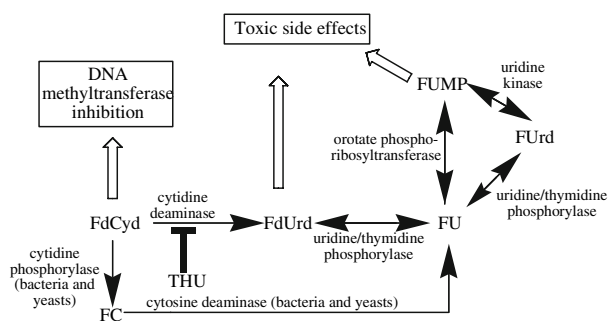 Toxic side effects
DNA
methyltransferase
inhibition
FUMP
uridine
kinase
orotate phospho-
ribosyltransferase
FUrd
uridine/thymidine
phosphorylase
cytidine
deaminase
FdCyd
FdUrd
FU
uridine/thymidine
phosphorylase
cytidine
phosphorylase
(bacteria and
yeasts)
THU
FC
cytosine deaminase (bacteria and yeasts)